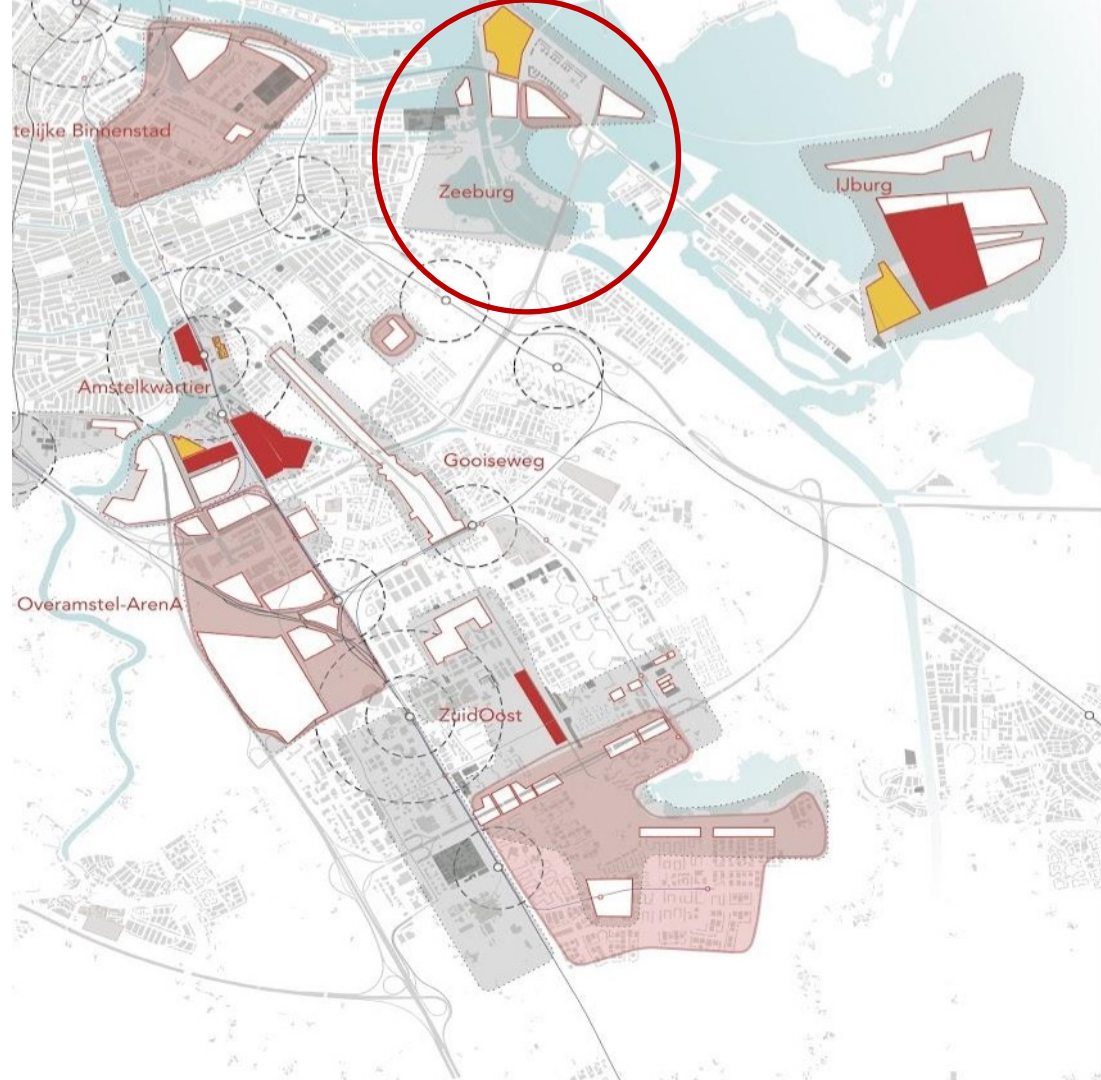 telijke Binnenstad
Zeeburg
IJburg
Amstelkwartier
Gooiseweg
Overamstel-ArenA
ZuidOost